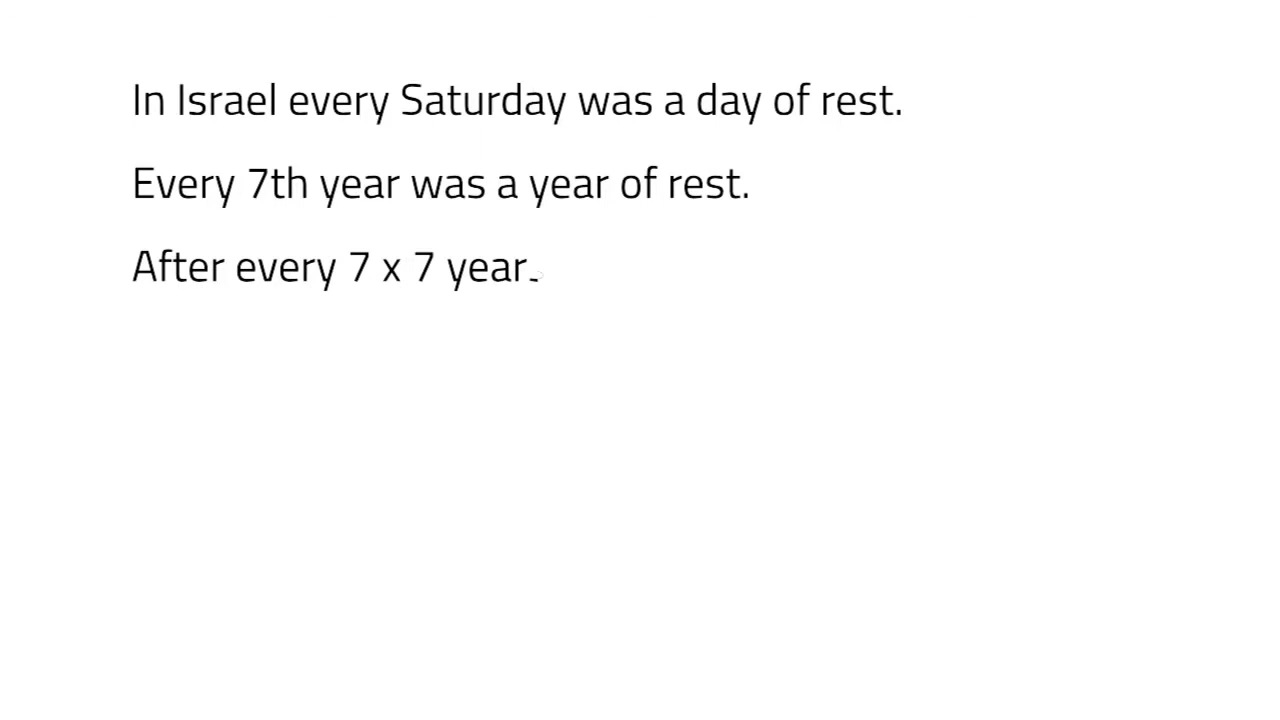 In Israel every Saturday was a day of rest.
Every 7th year was a year of rest.
After every 7 x 7 year